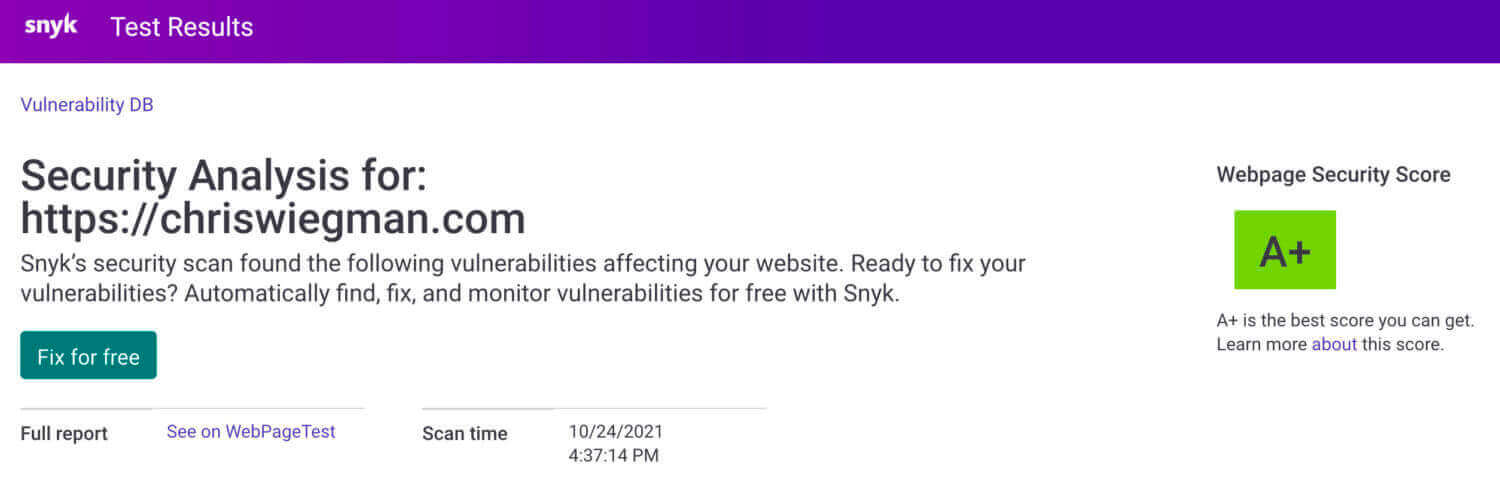 snyk Test Results
Vulnerability DB
Security Analysis for:
https://chriswiegman.com
Snyk’s security scan found the following vulnerabilities affecting your website. Ready to fix your
vulnerabilities? Automatically find, fix, and monitor vulnerabilities for free with Snyk.
Fix for free
Full report See on WebPageTest
Scan time 10/24/2021
4:37:14 PM
Webpage Security Score
A+
A+ is the best score you can get.
Learn more about this score.